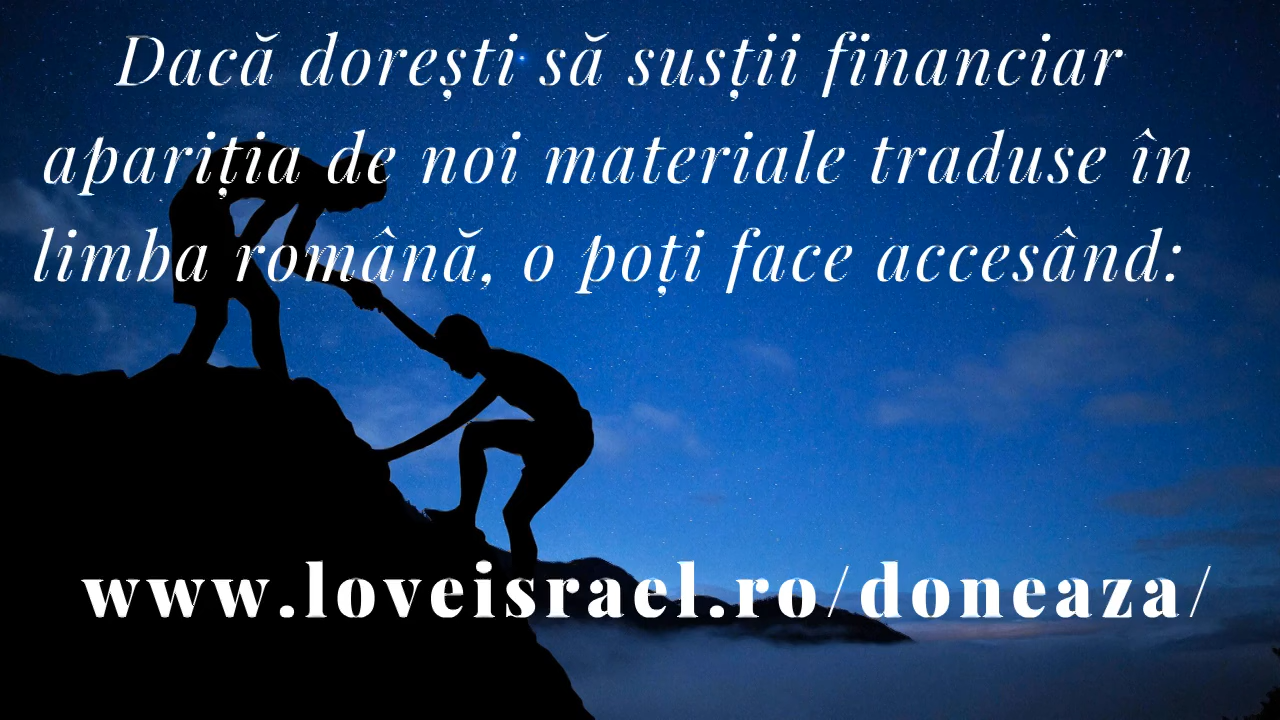 Dacă dorești să susții financiar
apariția de noi materiale traduse în
limba română, o poți face accesând:
www.loveisrael.ro/doneaza/